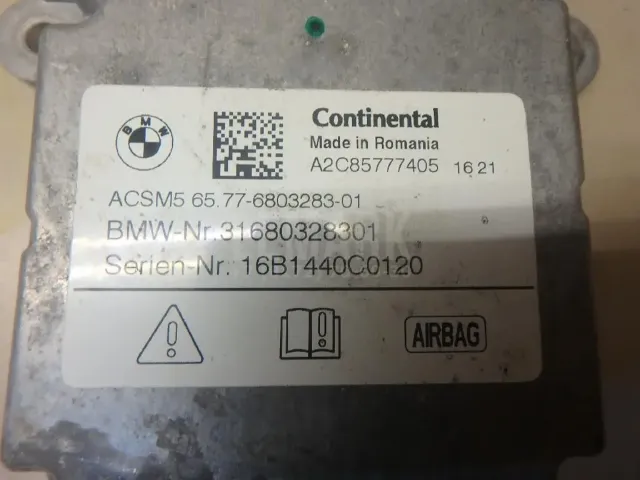 BMW
Continental
Made in Romania
A2C85777405 16 21
ACSM5 65.77-6803283-01
BMW-Nr.31680328301
Serien-Nr. 16B1440C0120
AIRBAG